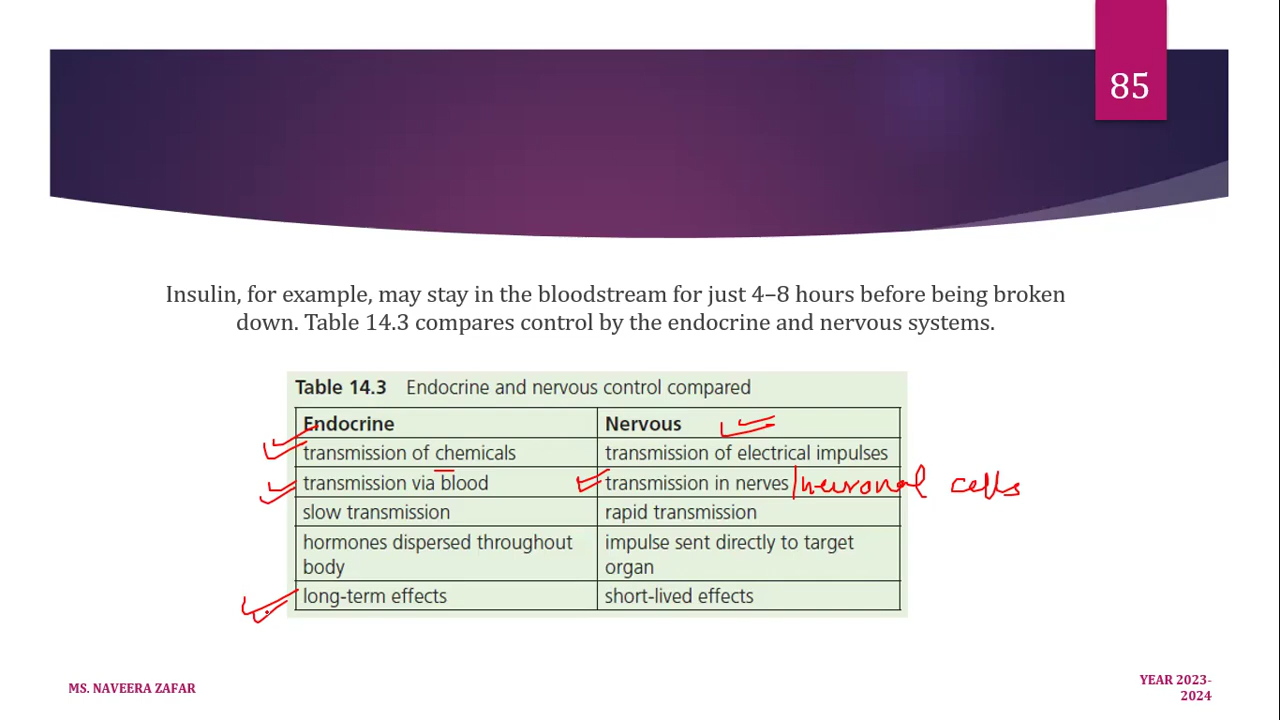 85
Insulin, for example, may stay in the bloodstream for just 4–8 hours before being broken
down. Table 14.3 compares control by the endocrine and nervous systems.
Table 14.3 Endocrine and nervous control compared
Endocrine Nervous
transmission of chemicals transmission of electrical impulses
transmission via blood transmission in nerves /neuronal cells
slow transmission rapid transmission
hormones dispersed throughout impulse sent directly to target
body organ
long-term effects short-lived effects
MS. NAVEERA ZAFAR YEAR 2023-
2024